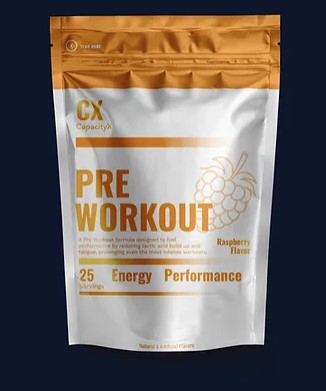 TEAR HERE
CX
CapacityX
PRE
WORKOUT
A Pre Workout formula designed to fuel
performance by reducing lactic acid build up and
fatigue, prolonging even the most intense workouts.
Raspberry
Flavor
25 Energy Performance
Servings
Natural & Artificial Flavors